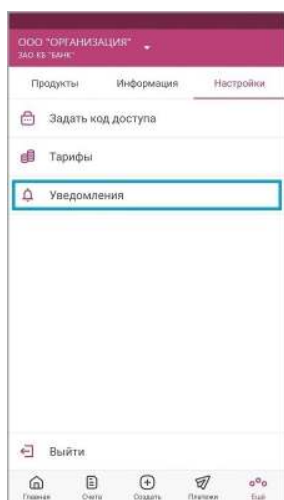 ООО "ОРГАНИЗАЦИЯ"
ЗАО КБ "БАНК"
Продукты Информация Настройки
Задать код доступа
Тарифы
Уведомления
Выйти
Главная Счета Создать Платежи Ещё